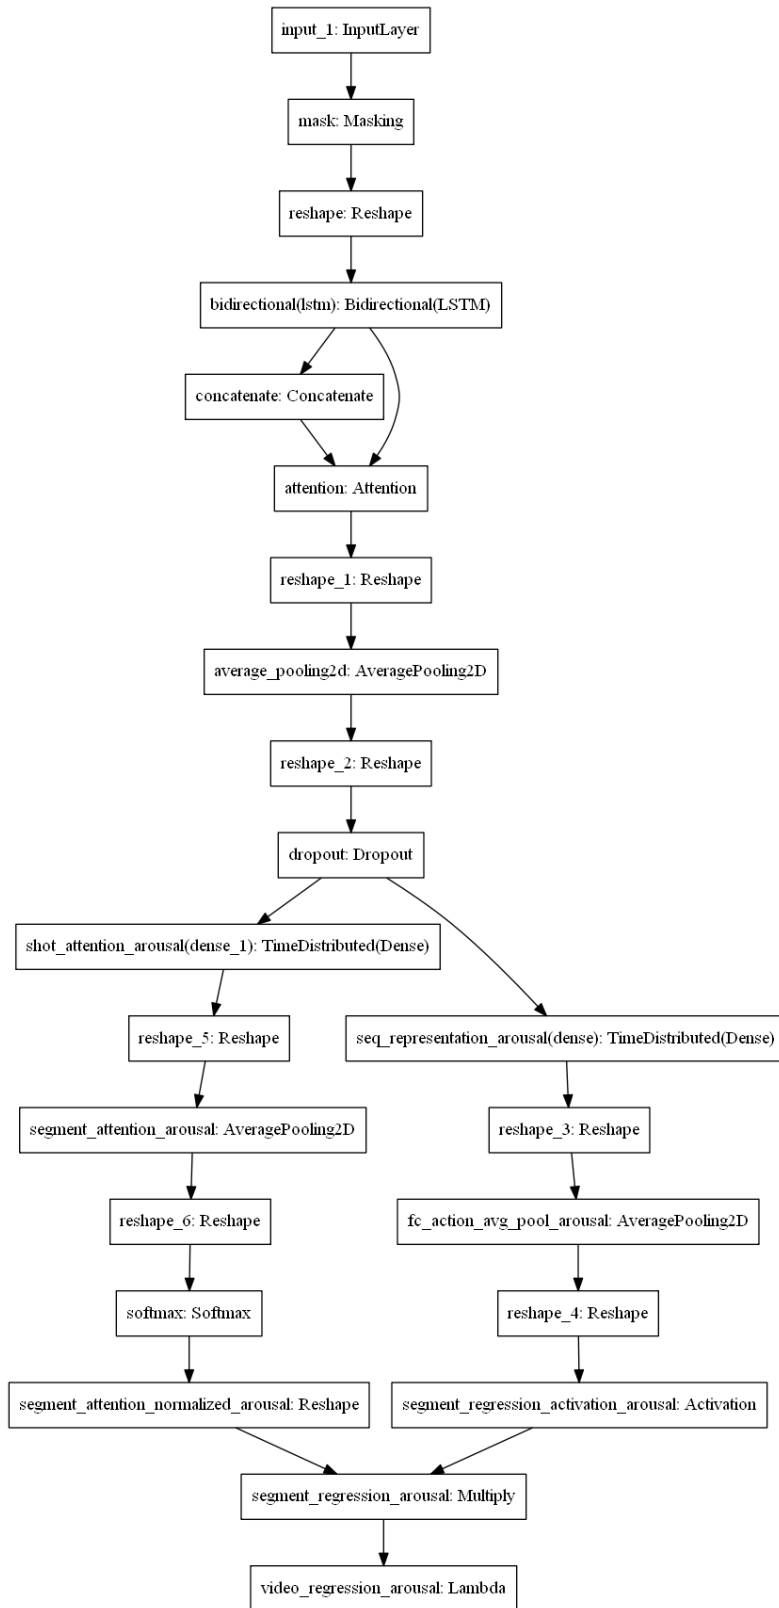 input_1: InputLayer
mask: Masking
reshape: Reshape
bidirectional(lstm): Bidirectional(LSTM)
concatenate: Concatenate
attention: Attention
reshape_1: Reshape
average_pooling2d: AveragePooling2D
reshape_2: Reshape
dropout: Dropout
shot_attention_arousal(dense_1): TimeDistributed(Dense)
reshape_5: Reshape
seq_representation_arousal(dense): TimeDistributed(Dense)
segment_attention_arousal: AveragePooling2D
reshape_3: Reshape
reshape_6: Reshape
fc_action_avg_pool_arousal: AveragePooling2D
softmax: Softmax
reshape_4: Reshape
segment_attention_normalized_arousal: Reshape
segment_regression_activation_arousal: Activation
segment_regression_arousal: Multiply
video_regression_arousal: Lambda